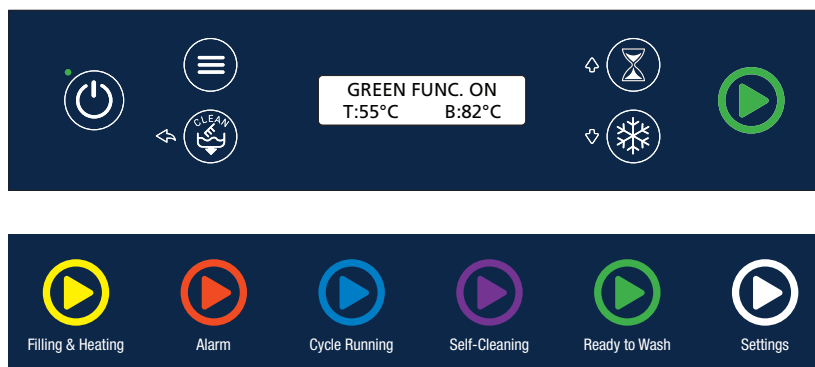 CLEAN
GREEN FUNC. ON
T:55°C B:82°C
Filling & Heating
Alarm
Cycle Running
Self-Cleaning
Ready to Wash
Settings